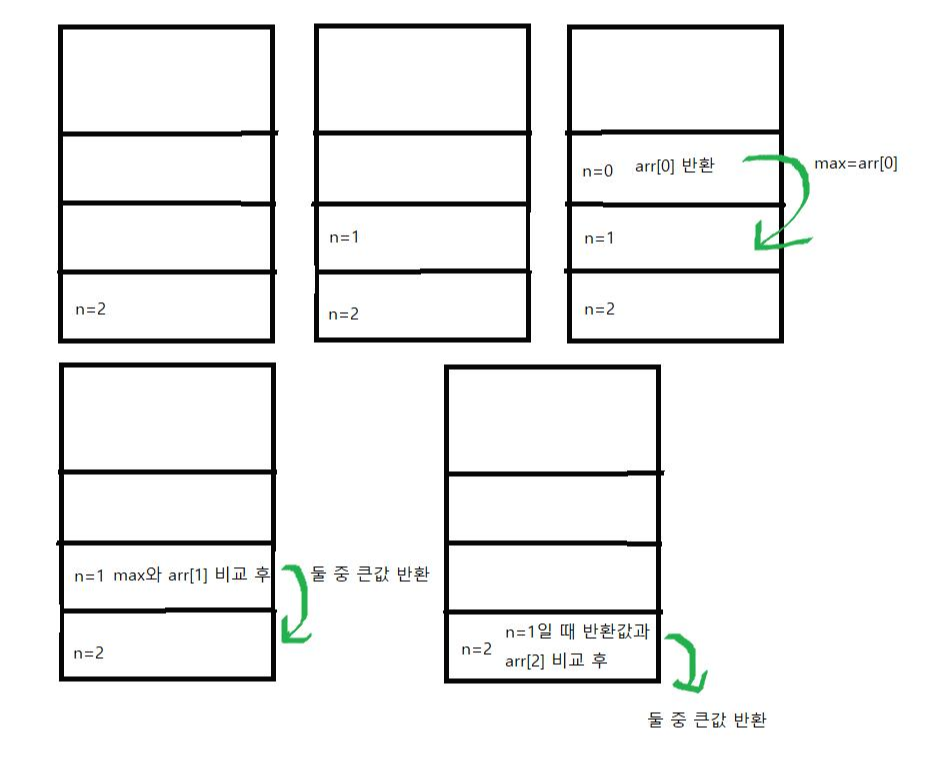 n=2
n=1
n=2
n=0 arr[0] 반환
max=arr[0]
n=1
n=2
n=1 max와 arr[1] 비교 후
둘 중 큰값 반환
n=2
n=1일 때 반환값과
n=2
arr[2] 비교 후
둘 중 큰값 반환